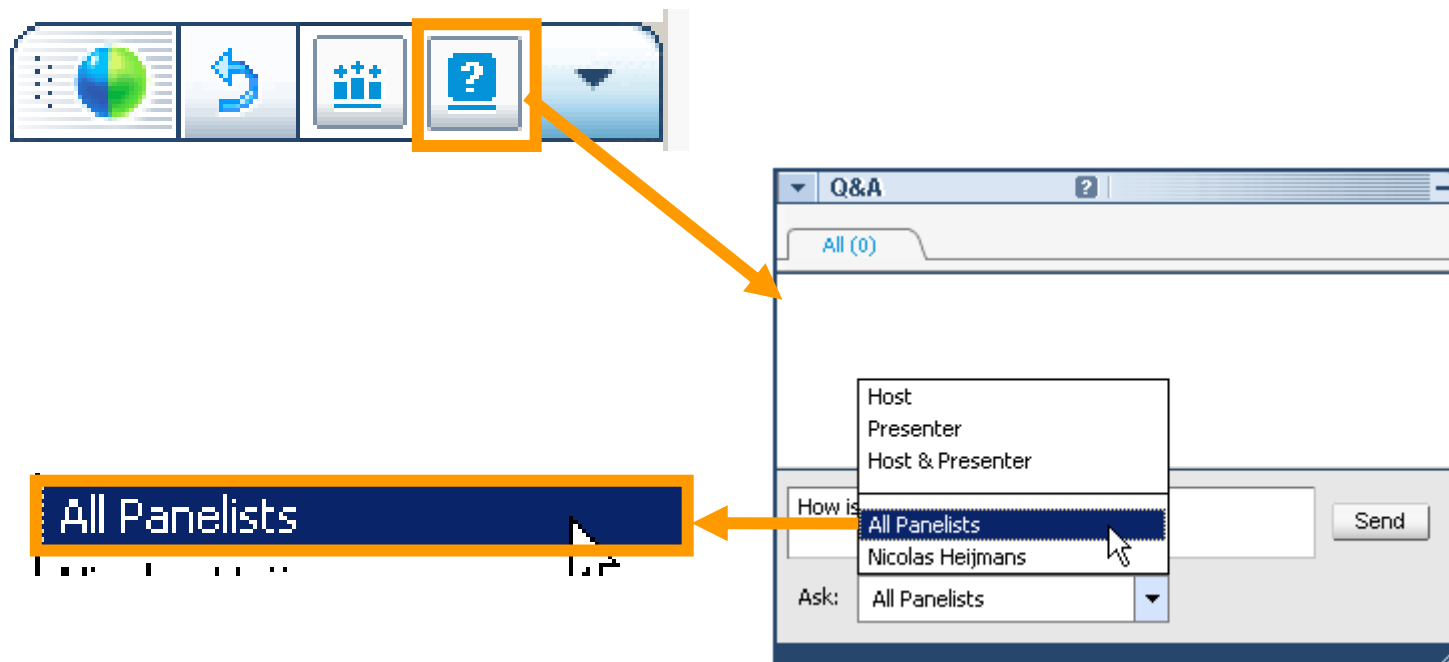 ?
Q&A ?
All (0)
Host
Presenter
Host & Presenter
How is
All Panelists
Nicolas Heijmans
Send
Ask: All Panelists
All Panelists